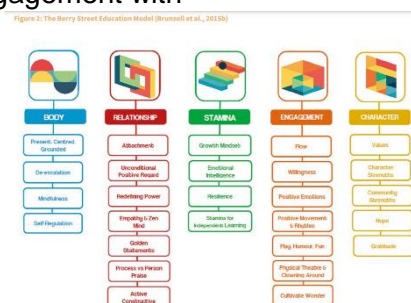 gagement with
Figure 2: The Berry Street Education Model (Brunzell et al., 2015b)
BODY
Present, Centred
Grounded
De-escalation
Mindfulness
Self Regulation
RELATIONSHIP
Attachment
Unconditional
Positive Regard
Redefining Power
Empathy & Zen
Mind
Golden
Statements
Process vs Person
Praise
Active
Constructive
STAMINA
Growth Mindset
Emotional
Intelligence
Resilience
Stamina for
Independent Learning
ENGAGEMENT
Flow
Willingness
Positive Emotions
Positive Movement
& Rhythm
Play, Humour, Fun
Physical Theatre &
Clowning Around
Cultivate Wonder
CHARACTER
Values
Character
Strengths
Community
Strengths
Hope
Gratitude